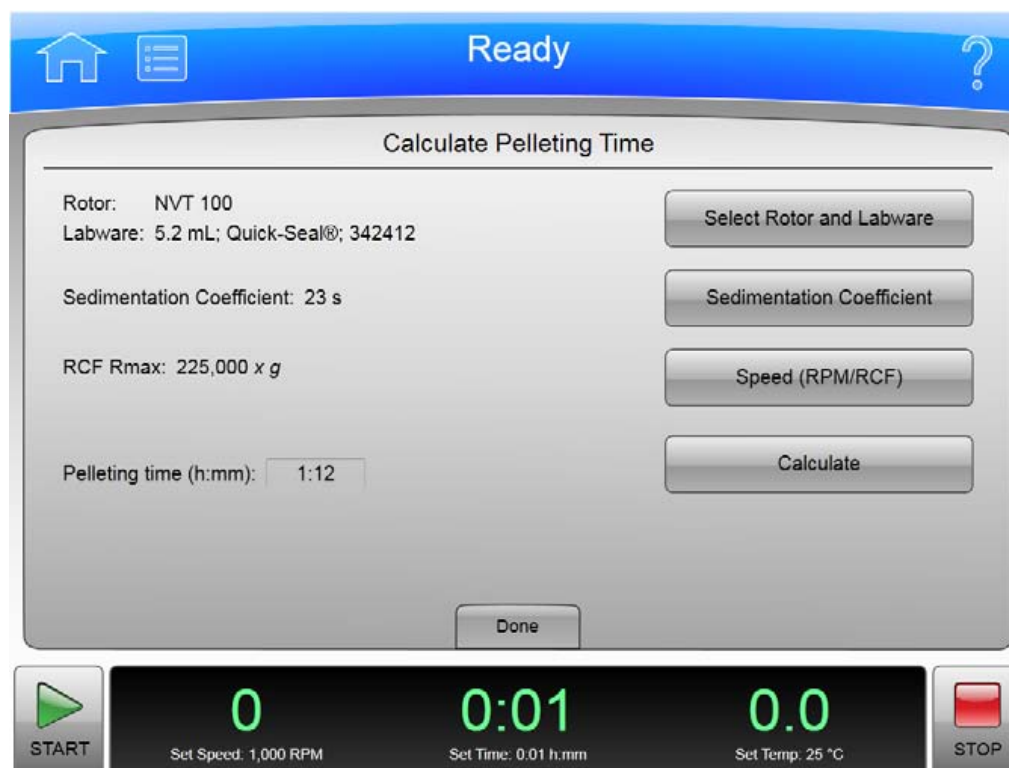 Ready
?
Calculate Pelleting Time
Rotor: NVT 100
Select Rotor and Labware
Labware: 5.2 mL; Quick-Seal®; 342412
Sedimentation Coefficient: 23 s
Sedimentation Coefficient
RCF Rmax: 225,000 x g
Speed (RPM/RCF)
Pelleting time (h:mm): 1:12
Calculate
Done
START
0
Set Speed: 1,000 RPM
0:01
Set Time: 0:01 h:mm
0.0
Set Temp: 25 °C
STOP